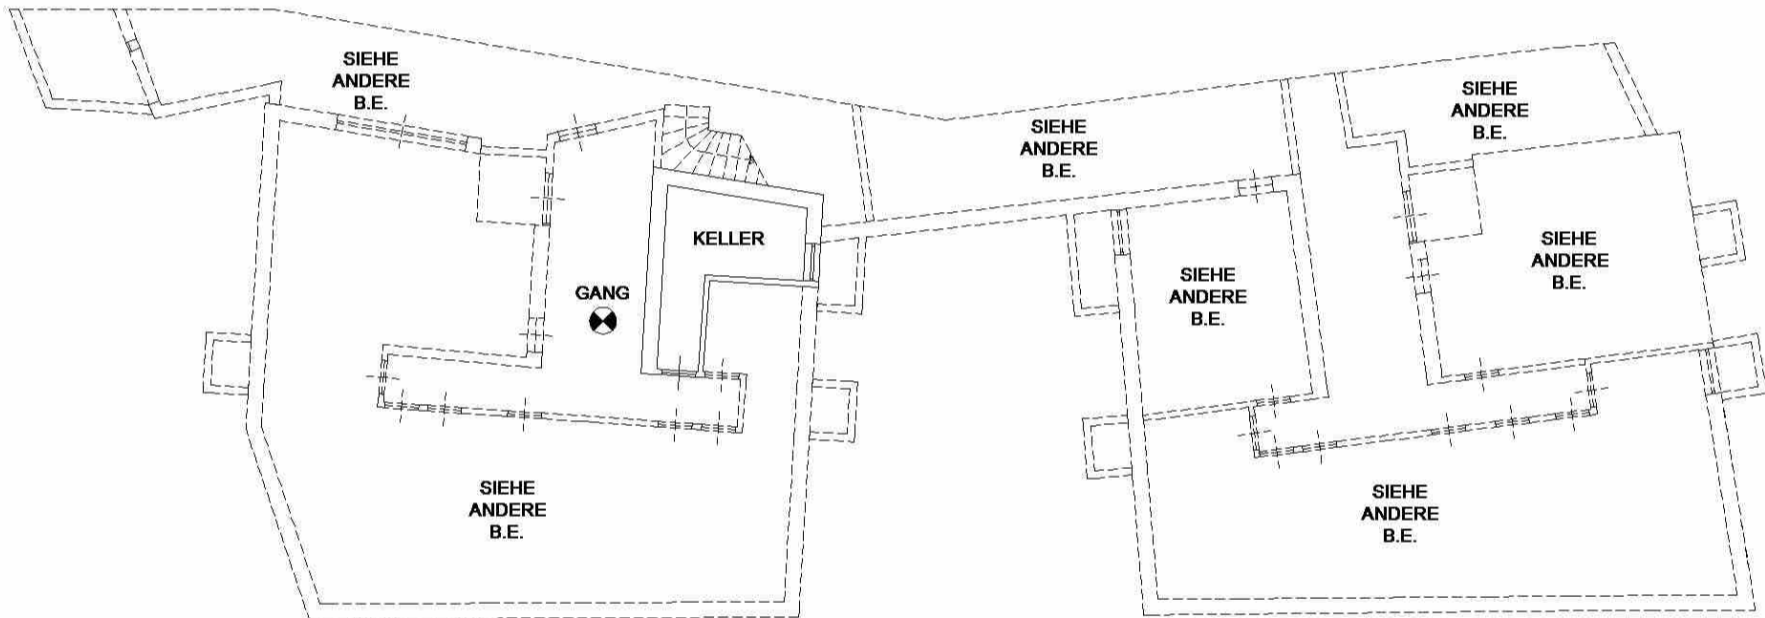 SIEHE
ANDERE
B.E.
SIEHE
ANDERE
B.E.
SIEHE
ANDERE
B.E.
KELLER
SIEHE
ANDERE
B.E.
SIEHE
ANDERE
B.E.
GANG
SIEHE
ANDERE
B.E.
SIEHE
ANDERE
B.E.